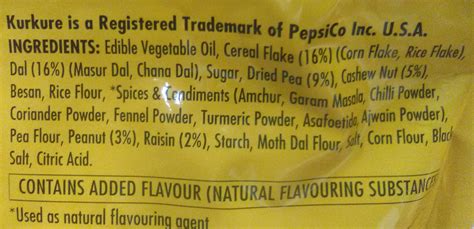 Kurkure is a Registered Trademark of PepsiCo Inc. U.S.A.
INGREDIENTS: Edible Vegetable Oil, Cereal Flake (16%) (Corn Flake, Rice Flake),
Dal (16%) (Masur Dal, Chana Dal), Sugar, Dried Pea (9%), Cashew Nut (5%),
Besan, Rice Flour, *Spices & Condiments (Amchur, Garam Masala, Chilli Powder,
Coriander Powder, Fennel Powder, Turmeric Powder, Asafoetida, Ajwain Powder),
Pea Flour, Peanut (3%), Raisin (2%), Starch, Moth Dal Flour, Salt, Corn Flour, Black
Salt, Citric Acid.
CONTAINS ADDED FLAVOUR (NATURAL FLAVOURING SUBSTANC
*Used as natural flavouring agent